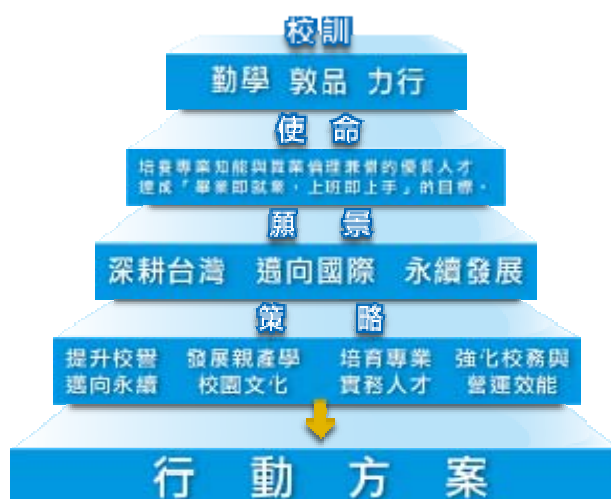 校訓
勤學 敦品 力行
使命
培養專業知能與職業倫理兼備的優質人才
達成「畢業即就業，上班即上手」的目標。
願景
深耕台灣 邁向國際 永續發展
策略
提升校譽 發展親產學 培育專業 強化校務與
邁向永續 校園文化 實務人才 營運效能
行動方案